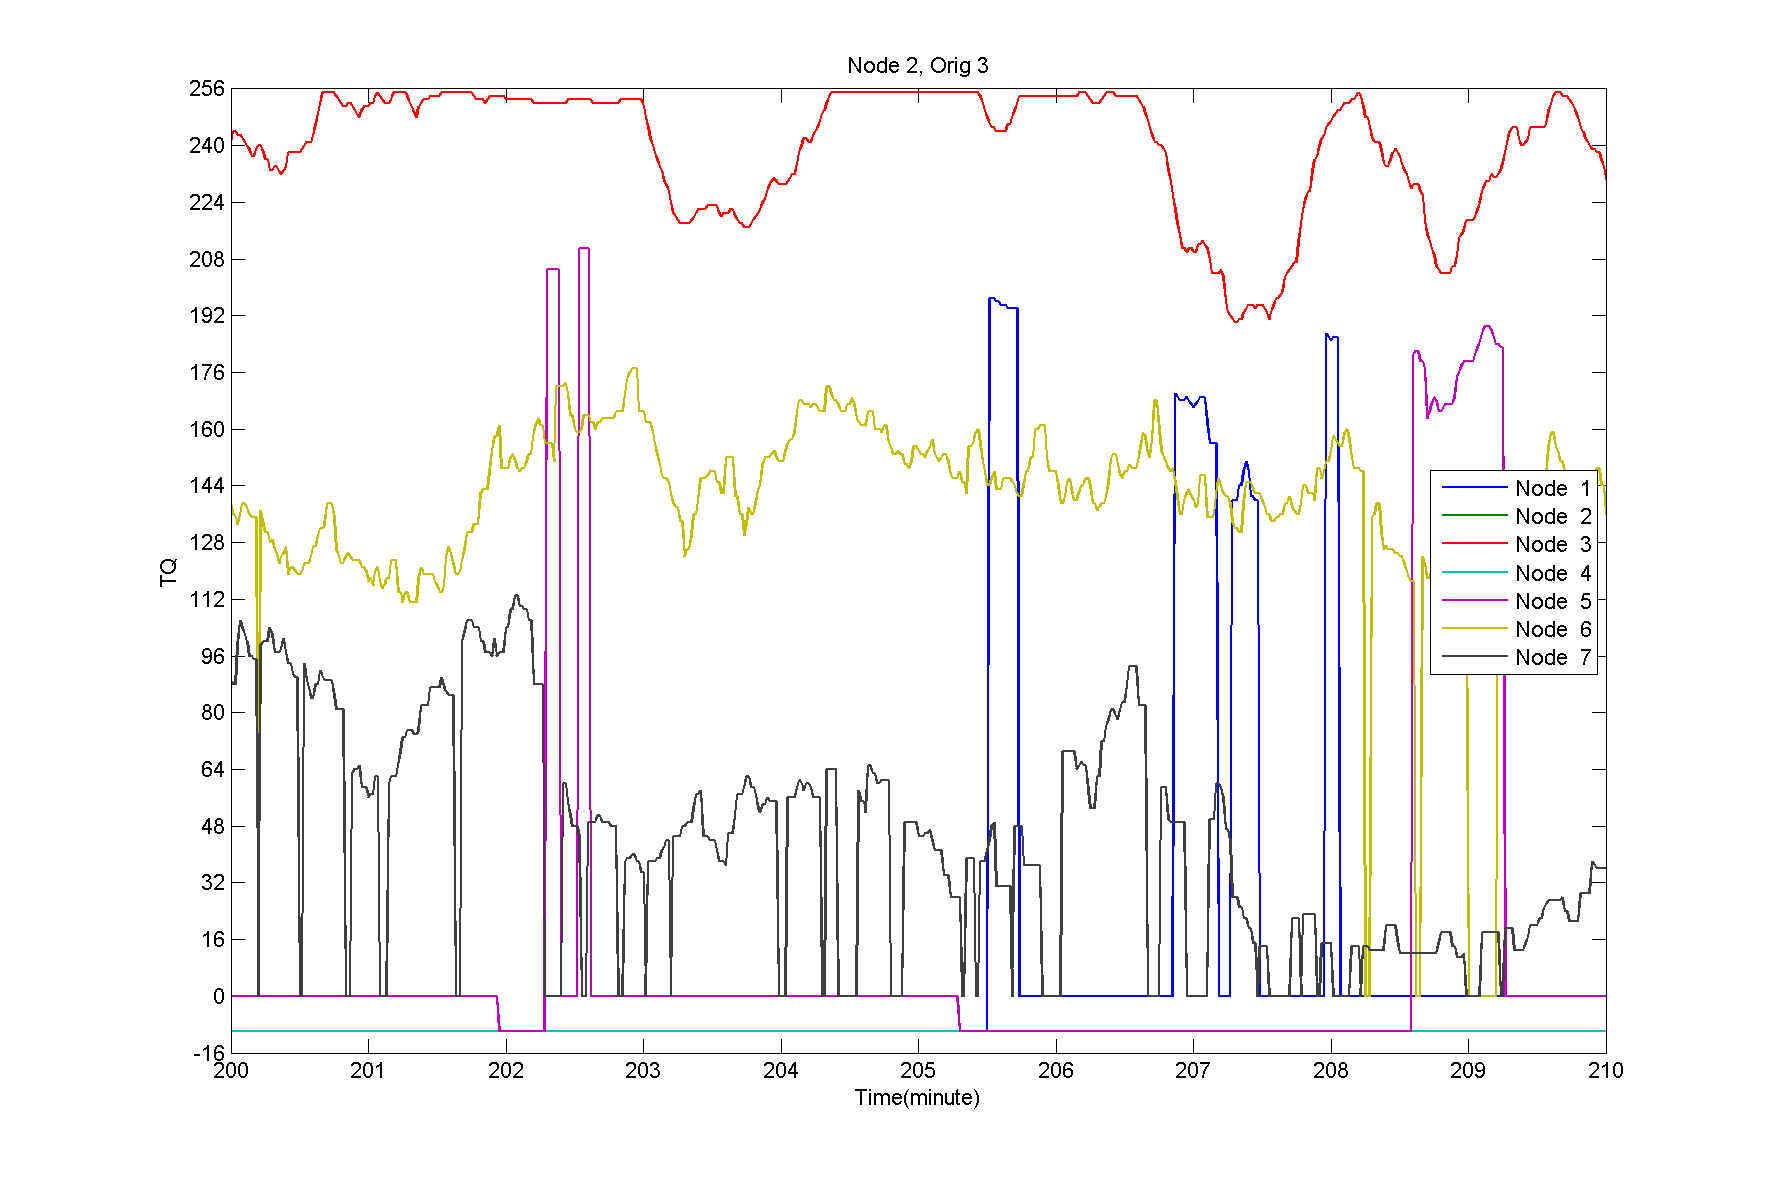 Node 2, Orig 3
256
240
224
208
192
176
160
144
128
112
96
80
64
48
32
16
0
-16
TQ
Node 1
Node 2
Node 3
Node 4
Node 5
Node 6
Node 7
200 201 202 203 204 205 206 207 208 209 210
Time(minute)